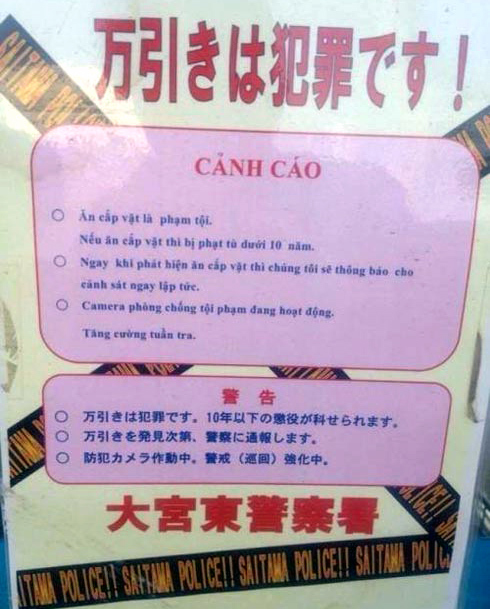 万引きは犯罪です!
CẢNH CÁO
○ Ăn cắp vặt là phạm tội.
Nếu ăn cắp vặt thì bị phạt tù dưới 10 năm.
○ Ngay khi phát hiện ăn cắp vặt thì chúng tôi sẽ thông báo cho
cảnh sát ngay lập tức.
○ Camera phòng chống tội phạm đang hoạt động.
Tăng cường tuần tra.
警 告
○ 万引きは犯罪です。10年以下の懲役が科せられます。
○ 万引きを発見次第、警察に通報します。
○ 防犯カメラ作動中。警戒(巡回)強化中。
大宮東警察署
SAITAMA POLICE!! SAITAMA POLICE!! SAITAMA POLICE!!